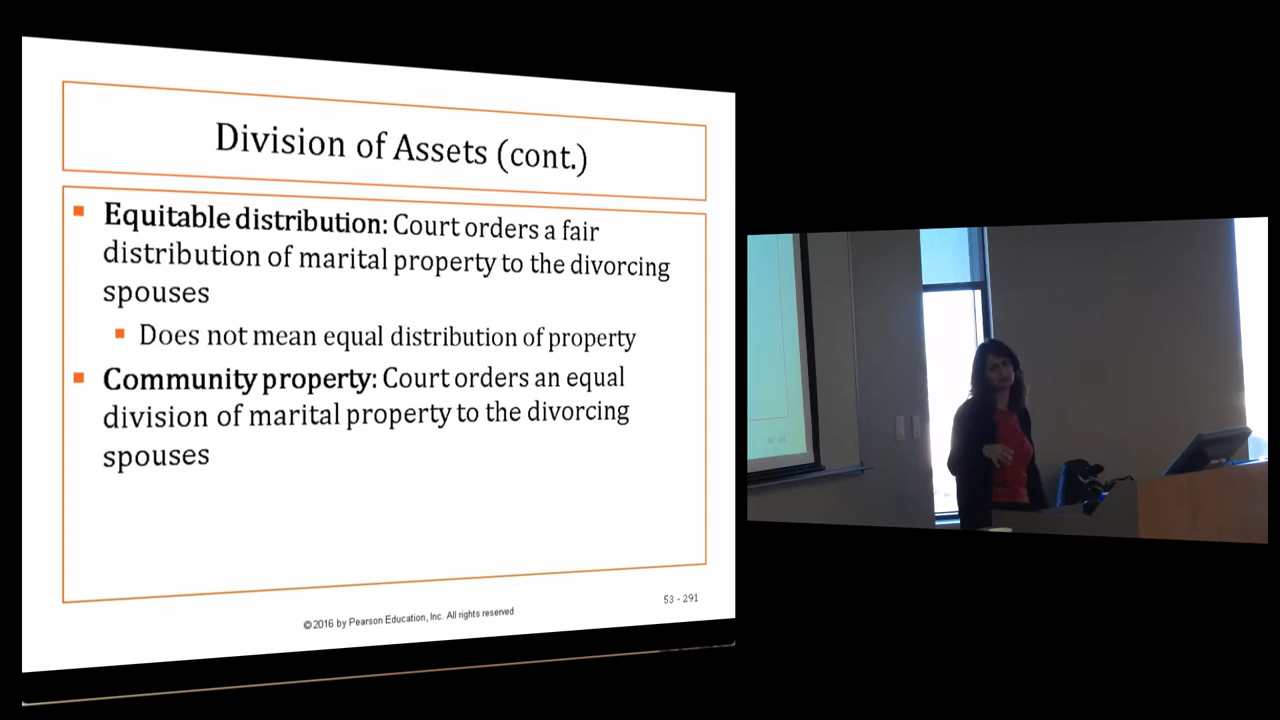 Division of Assets (cont.)
Equitable distribution: Court orders a fair
distribution of marital property to the divorcing
spouses
Does not mean equal distribution of property
Community property: Court orders an equal
division of marital property to the divorcing
spouses
53 - 291
©2016 by Pearson Education, Inc. All rights reserved